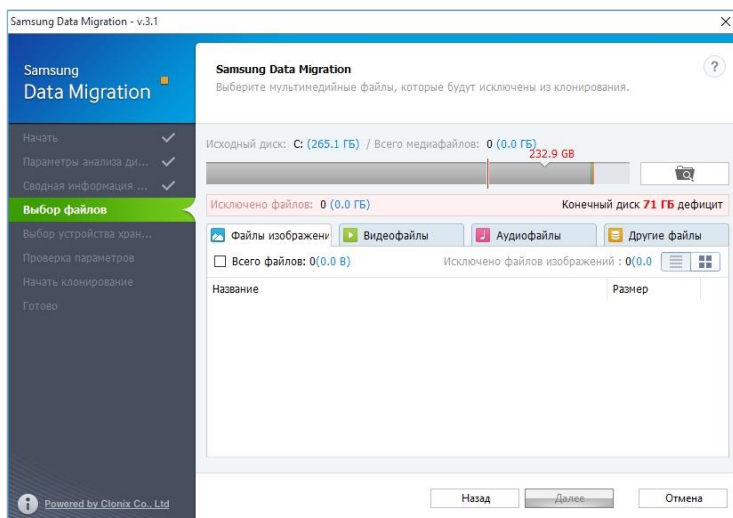 Samsung Data Migration - v.3.1
Samsung
Data Migration
Samsung Data Migration
Выберите мультимедийные файлы, которые будут исключены из клонирования.
?
Начать
Параметры анализа ди...
Сводная информация ...
Выбор файлов
Выбор устройства хран...
Проверка параметров
Начать клонирование
Готово
Исходный диск: C: (265.1 ГБ) / Всего медиафайлов: 0 (0.0 ГБ)
232.9 GB
Исключено файлов: 0 (0.0 ГБ)
Конечный диск 71 ГБ дефицит
Файлы изображени
Видеофайлы
Аудиофайлы
Другие файлы
Всего файлов: 0(0.0 B)
Исключено файлов изображений : 0(0.0
Название
Размер
Powered by Clonix Co., Ltd
Назад
Далее
Отмена